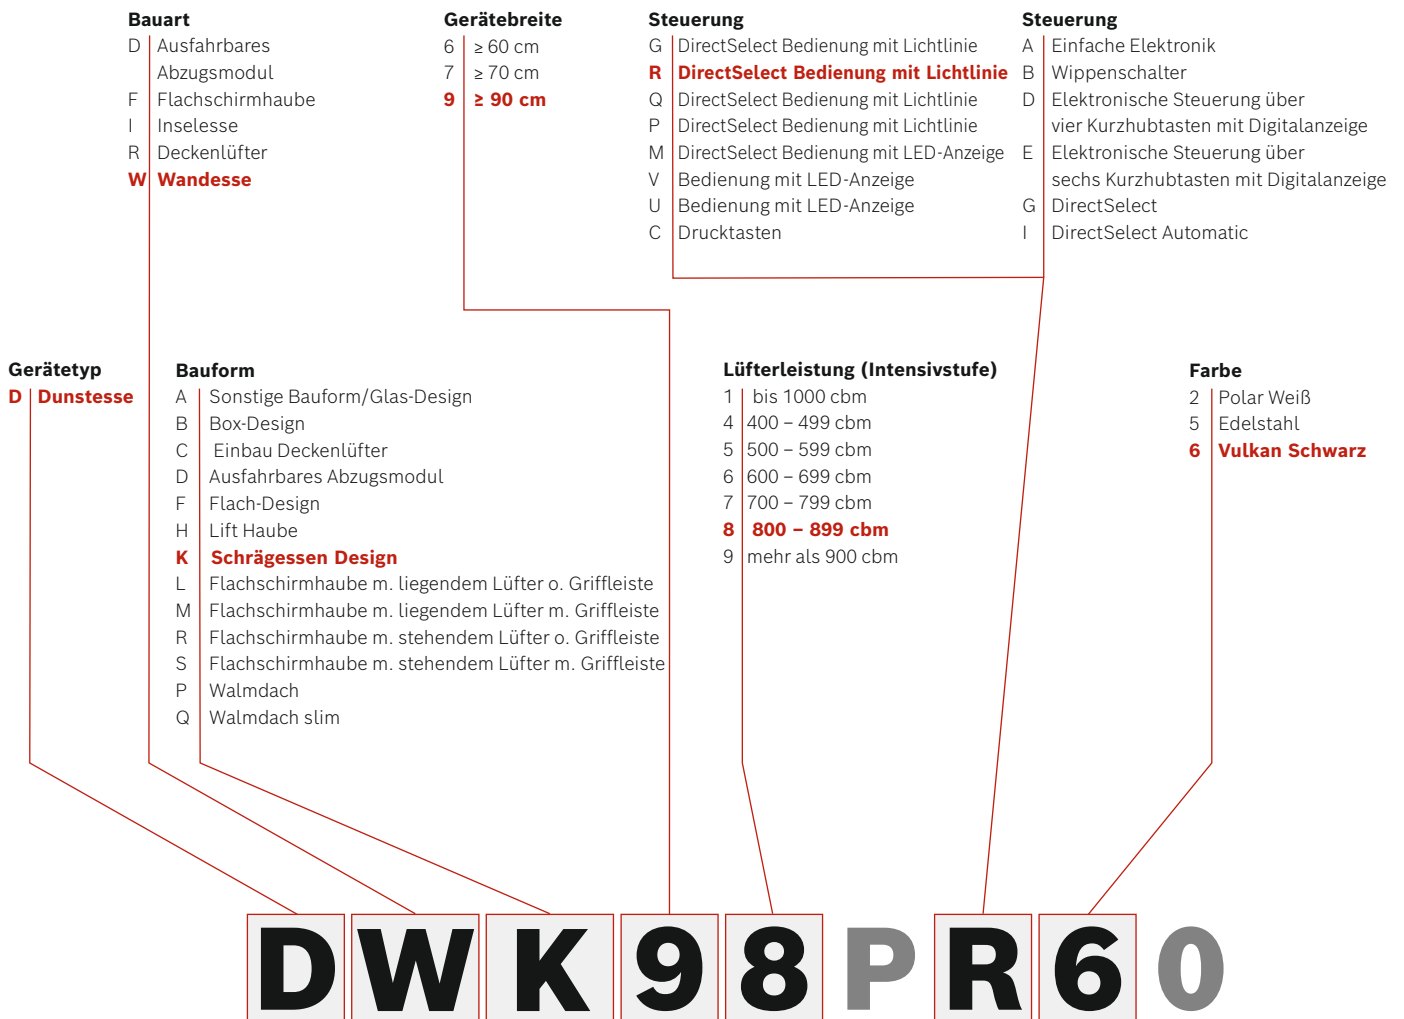 Bauart
D Ausfahrbares
Abzugsmodul
F Flachschirmhaube
I Inselesse
R Deckenlüfter
W Wandesse
Gerätebreite
6 ≥ 60 cm
7 ≥ 70 cm
9 ≥ 90 cm
Steuerung
G DirectSelect Bedienung mit Lichtlinie
R DirectSelect Bedienung mit Lichtlinie
Q DirectSelect Bedienung mit Lichtlinie
P DirectSelect Bedienung mit Lichtlinie
M DirectSelect Bedienung mit LED-Anzeige
V Bedienung mit LED-Anzeige
U Bedienung mit LED-Anzeige
C Drucktasten
Steuerung
A Einfache Elektronik
B Wippenschalter
D Elektronische Steuerung über
vier Kurzhubtasten mit Digitalanzeige
E Elektronische Steuerung über
sechs Kurzhubtasten mit Digitalanzeige
G DirectSelect
I DirectSelect Automatic
Gerätetyp
D Dunstesse
Bauform
A Sonstige Bauform/Glas-Design
B Box-Design
C Einbau Deckenlüfter
D Ausfahrbares Abzugsmodul
F Flach-Design
H Lift Haube
K Schrägessen Design
L Flachschirmhaube m. liegendem Lüfter o. Griffleiste
M Flachschirmhaube m. liegendem Lüfter m. Griffleiste
R Flachschirmhaube m. stehendem Lüfter o. Griffleiste
S Flachschirmhaube m. stehendem Lüfter m. Griffleiste
P Walmdach
Q Walmdach slim
Lüfterleistung (Intensivstufe)
1 bis 1000 cbm
4 400 – 499 cbm
5 500 – 599 cbm
6 600 – 699 cbm
7 700 – 799 cbm
8 800 – 899 cbm
9 mehr als 900 cbm
Farbe
2 Polar Weiß
5 Edelstahl
6 Vulkan Schwarz
DWK98PR60